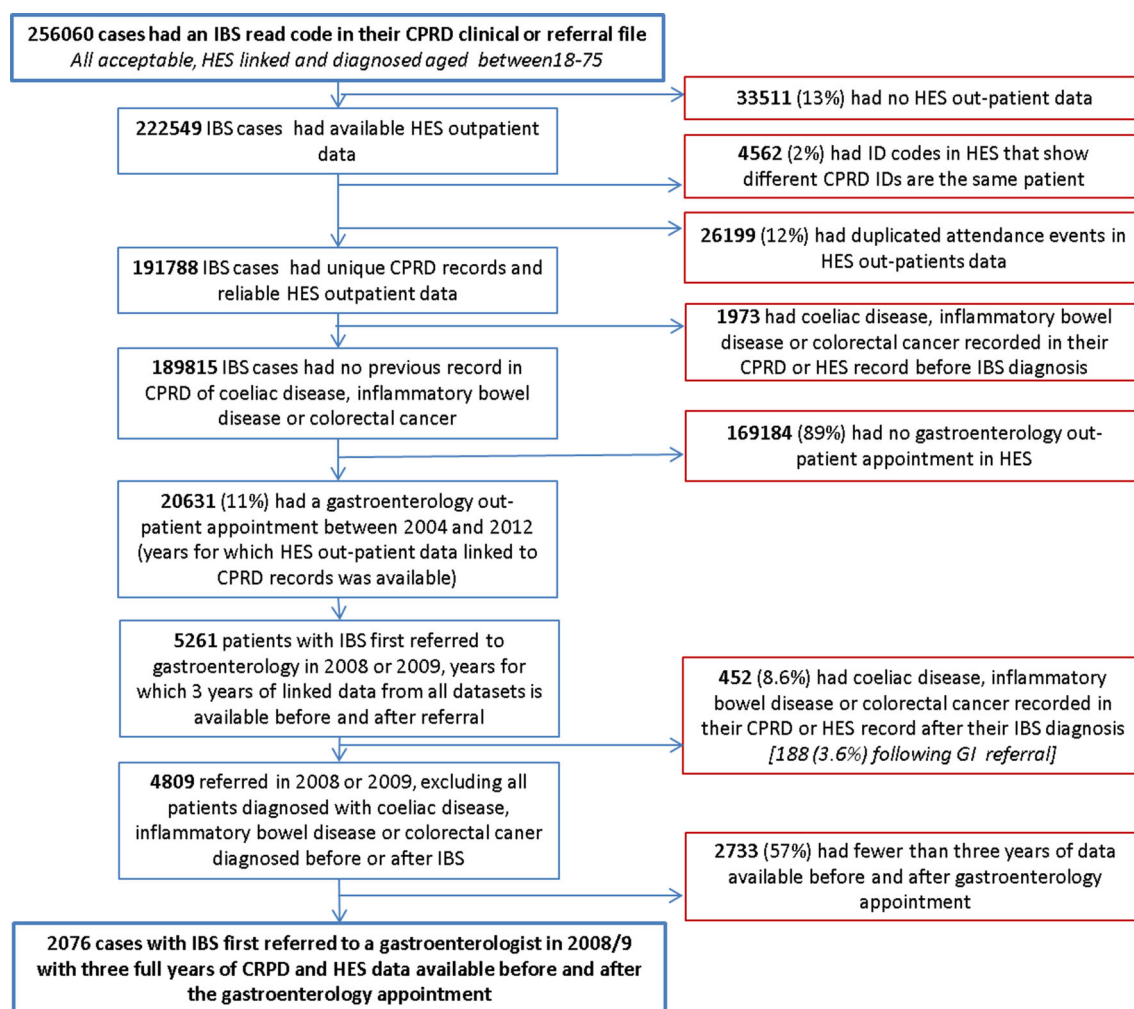 256060 cases had an IBS read code in their CPRD clinical or referral file
All acceptable, HES linked and diagnosed aged between18-75
33511 (13%) had no HES out-patient data
222549 IBS cases had available HES outpatient
data
4562 (2%) had ID codes in HES that show
different CPRD IDs are the same patient
26199 (12%) had duplicated attendance events in
HES out-patients data
191788 IBS cases had unique CPRD records and
reliable HES outpatient data
1973 had coeliac disease, inflammatory bowel
disease or colorectal cancer recorded in their
CPRD or HES record before IBS diagnosis
189815 IBS cases had no previous record in
CPRD of coeliac disease, inflammatory bowel
disease or colorectal cancer
169184 (89%) had no gastroenterology out-
patient appointment in HES
20631 (11%) had a gastroenterology out-
patient appointment between 2004 and 2012
(years for which HES out-patient data linked to
CPRD records was available)
5261 patients with IBS first referred to
gastroenterology in 2008 or 2009, years for
which 3 years of linked data from all datasets is
available before and after referral
452 (8.6%) had coeliac disease, inflammatory
bowel disease or colorectal cancer recorded in
their CPRD or HES record after their IBS diagnosis
[188 (3.6%) following GI referral]
4809 referred in 2008 or 2009, excluding all
patients diagnosed with coeliac disease,
inflammatory bowel disease or colorectal caner
diagnosed before or after IBS
2733 (57%) had fewer than three years of data
available before and after gastroenterology
appointment
2076 cases with IBS first referred to a gastroenterologist in 2008/9
with three full years of CRPD and HES data available before and after
the gastroenterology appointment